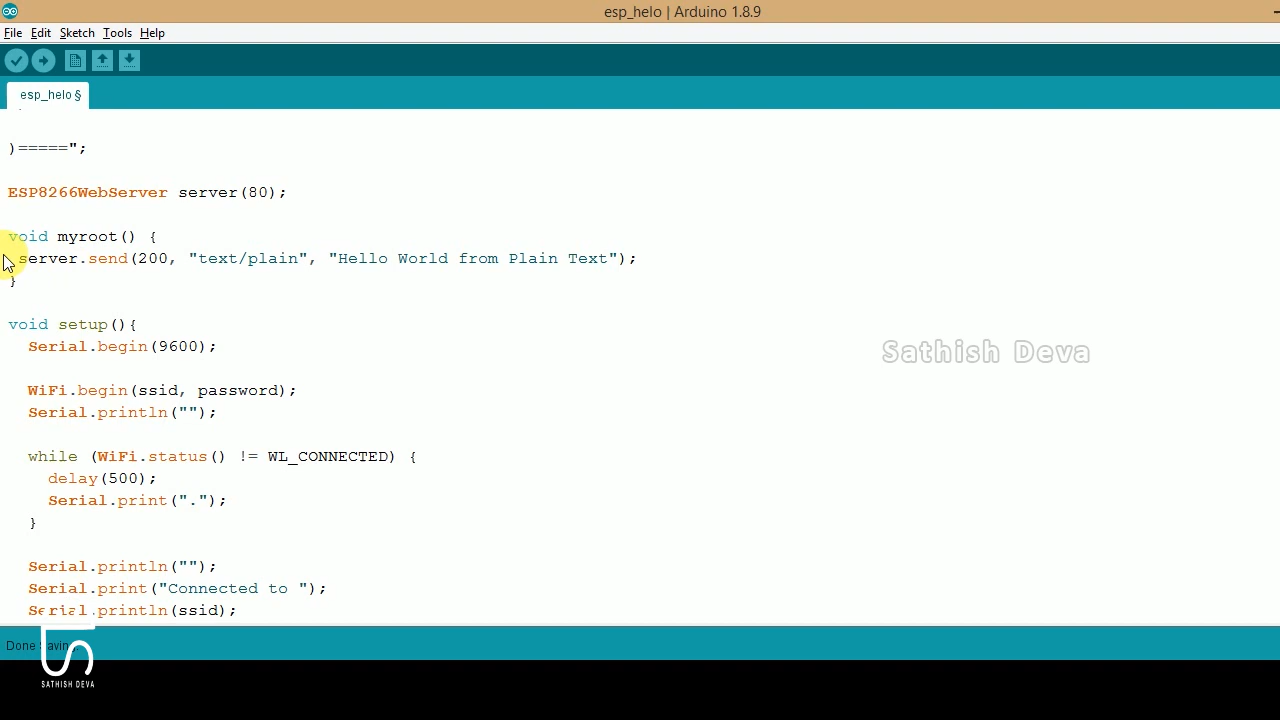 esp_helo | Arduino 1.8.9
File Edit Sketch Tools Help
esp_helo §
)=====";
ESP8266WebServer server(80);
void myroot() {
server.send(200, "text/plain", "Hello World from Plain Text");
}
void setup(){
Serial.begin(9600);
Sathish Deva
WiFi.begin(ssid, password);
Serial.println("");
while (WiFi.status() != WL_CONNECTED) {
delay(500);
Serial.print(".");
}
Serial.println("");
Serial.print("Connected to ");
Serial.println(ssid);
Done Saving.
SATHISH DEVA